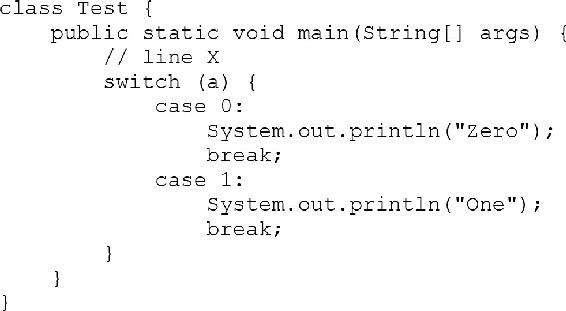 class Test {
    public static void main(String[] args) {
        // line X
        switch (a) {
            case 0:
                System.out.println("Zero");
                break;
            case 1:
                System.out.println("One");
                break;
        }
    }
}